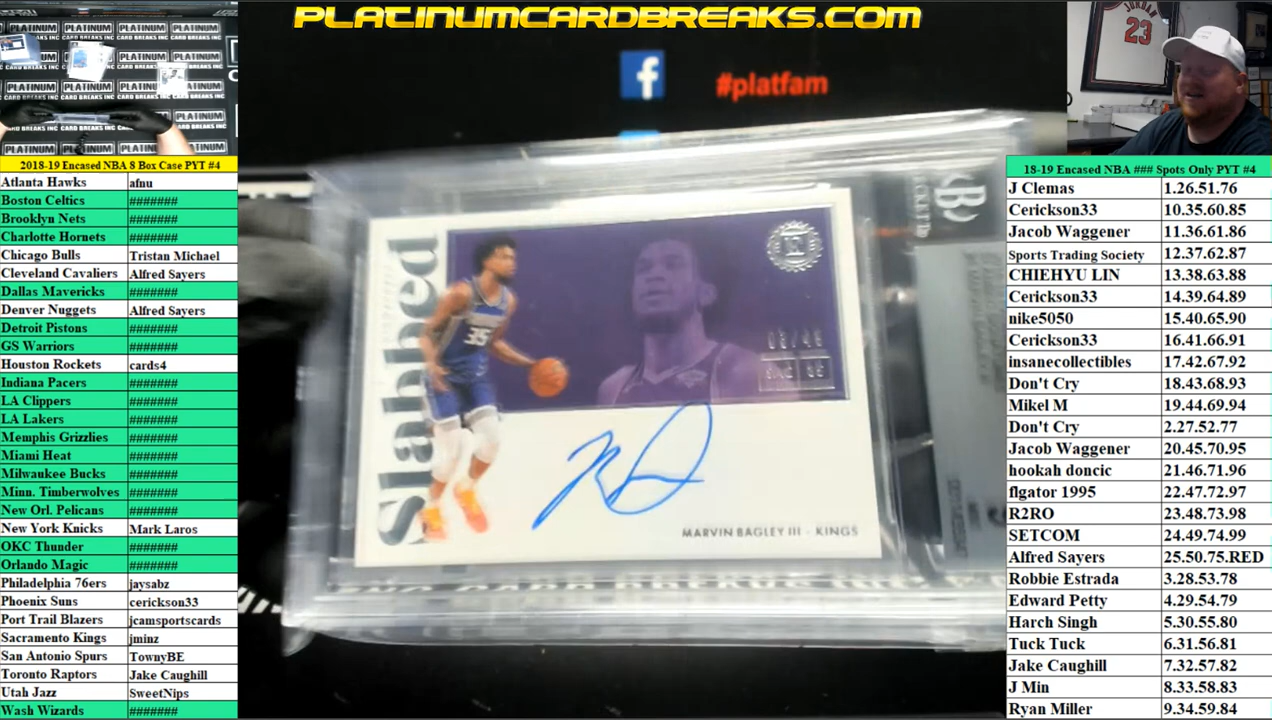 PLATINUMCARDBREAKS.COM
#platfam
JORDAN
23
PLATINUM
CARD BREAKS INC
2018-19 Encased NBA 8 Box Case PYT #4
Atlanta Hawks afnu
Boston Celtics #######
Brooklyn Nets #######
Charlotte Hornets #######
Chicago Bulls Tristan Michael
Cleveland Cavaliers Alfred Sayers
Dallas Mavericks #######
Denver Nuggets Alfred Sayers
Detroit Pistons #######
GS Warriors #######
Houston Rockets cards4
Indiana Pacers #######
LA Clippers #######
LA Lakers #######
Memphis Grizzlies #######
Miami Heat #######
Milwaukee Bucks #######
Minn. Timberwolves #######
New Orl. Pelicans #######
New York Knicks Mark Laros
OKC Thunder #######
Orlando Magic #######
Philadelphia 76ers jaysabz
Phoenix Suns cerickson33
Port Trail Blazers jcamsportscards
Sacramento Kings jminz
San Antonio Spurs TownyBE
Toronto Raptors Jake Caughill
Utah Jazz SweetNips
Wash Wizards #######
Slabbed
35
MARVIN BAGLEY III - KINGS
18-19 Encased NBA ### Spots Only PYT #4
J Clemas 1.26.51.76
Cerickson33 10.35.60.85
Jacob Waggener 11.36.61.86
Sports Trading Society 12.37.62.87
CHIEHYU LIN 13.38.63.88
Cerickson33 14.39.64.89
nike5050 15.40.65.90
Cerickson33 16.41.66.91
insanecollectibles 17.42.67.92
Don't Cry 18.43.68.93
Mikel M 19.44.69.94
Don't Cry 2.27.52.77
Jacob Waggener 20.45.70.95
hookah doncic 21.46.71.96
flgator 1995 22.47.72.97
R2RO 23.48.73.98
SETCOM 24.49.74.99
Alfred Sayers 25.50.75.RED
Robbie Estrada 3.28.53.78
Edward Petty 4.29.54.79
Harch Singh 5.30.55.80
Tuck Tuck 6.31.56.81
Jake Caughill 7.32.57.82
J Min 8.33.58.83
Ryan Miller 9.34.59.84